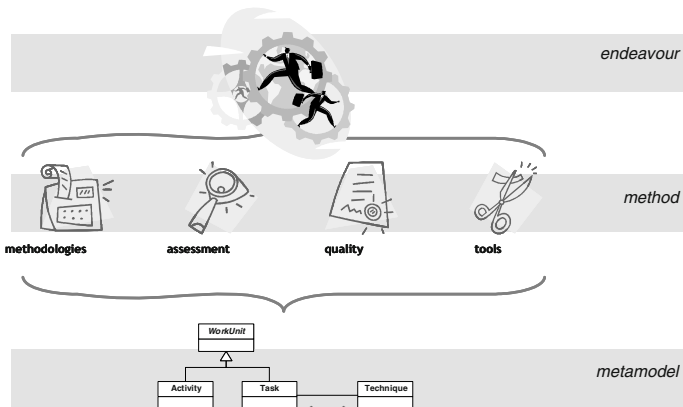 endeavour
method
methodologies
assessment
quality
tools
WorkUnit
metamodel
Activity
Task
Technique